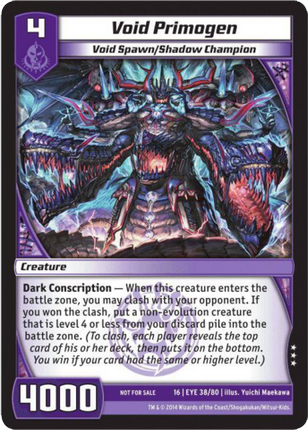 4
Void Primogen
Void Spawn/Shadow Champion
Creature
Dark Conscription — When this creature enters the
battle zone, you may clash with your opponent. If
you won the clash, put a non-evolution creature
that is level 4 or less from your discard pile into the
battle zone. (To clash, each player reveals the top
card of his or her deck, then puts it on the bottom.
You win if your card had the same or higher level.)
4000
NOT FOR SALE 16 | EYE 38/80 | illus. Yuichi Maekawa
TM & © 2014 Wizards of the Coast/Shogakukan/Mitsui-Kids.